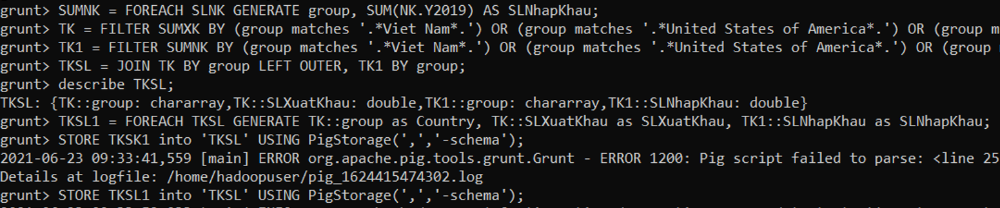 grunt> SUMNK = FOREACH SLNK GENERATE group, SUM(NK.Y2019) AS SLNhapKhau;
grunt> TK = FILTER SUMXK BY (group matches '.*Viet Nam*.') OR (group matches '.*United States of America*.') OR (group m
grunt> TK1 = FILTER SUMNK BY (group matches '.*Viet Nam*.') OR (group matches '.*United States of America*.') OR (group
grunt> TKSL = JOIN TK BY group LEFT OUTER, TK1 BY group;
grunt> describe TKSL;
TKSL: {TK::group: chararray,TK::SLXuatKhau: double,TK1::group: chararray,TK1::SLNhapKhau: double}
grunt> TKSL1 = FOREACH TKSL GENERATE TK::group as Country, TK::SLXuatKhau as SLXuatKhau, TK1::SLNhapKhau as SLNhapKhau;
grunt> STORE TKSK1 into 'TKSL' USING PigStorage(',','-schema');
2021-06-23 09:33:41,559 [main] ERROR org.apache.pig.tools.grunt.Grunt - ERROR 1200: Pig script failed to parse: <line 25
Details at logfile: /home/hadoopuser/pig_1624415474302.log
grunt> STORE TKSL1 into 'TKSL' USING PigStorage(',','-schema');